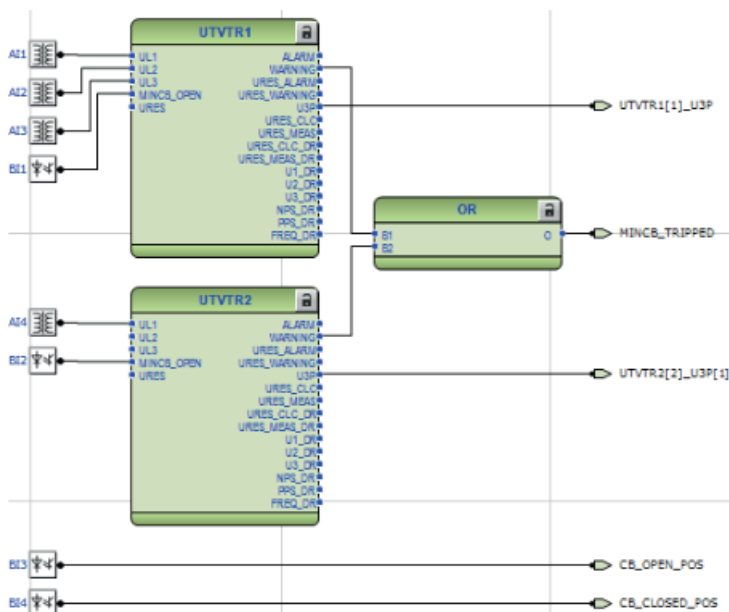 UTVTR1
AI1
UL1
ALARM
AI2
UL2
WARNING
UL3
URES_ALARM
MINCB_OPEN
URES_WARNING
URES
U3P
UTVTR1[1]_U3P
AI3
URES_CLC
URES_MEAS
URES_CLC_DR
BI1
URES_MEAS_DR
U1_DR
U2_DR
U3_DR
NPS_DR
PPS_DR
FREQ_DR
OR
B1
O
MINCB_TRIPPED
B2
UTVTR2
AI4
UL1
ALARM
UL2
WARNING
UL3
URES_ALARM
BI2
MINCB_OPEN
URES_WARNING
URES
U3P
UTVTR2[2]_U3P[1]
URES_CLC
URES_MEAS
URES_CLC_DR
URES_MEAS_DR
U1_DR
U2_DR
U3_DR
NPS_DR
PPS_DR
FREQ_DR
BI3
CB_OPEN_POS
BI4
CB_CLOSED_POS